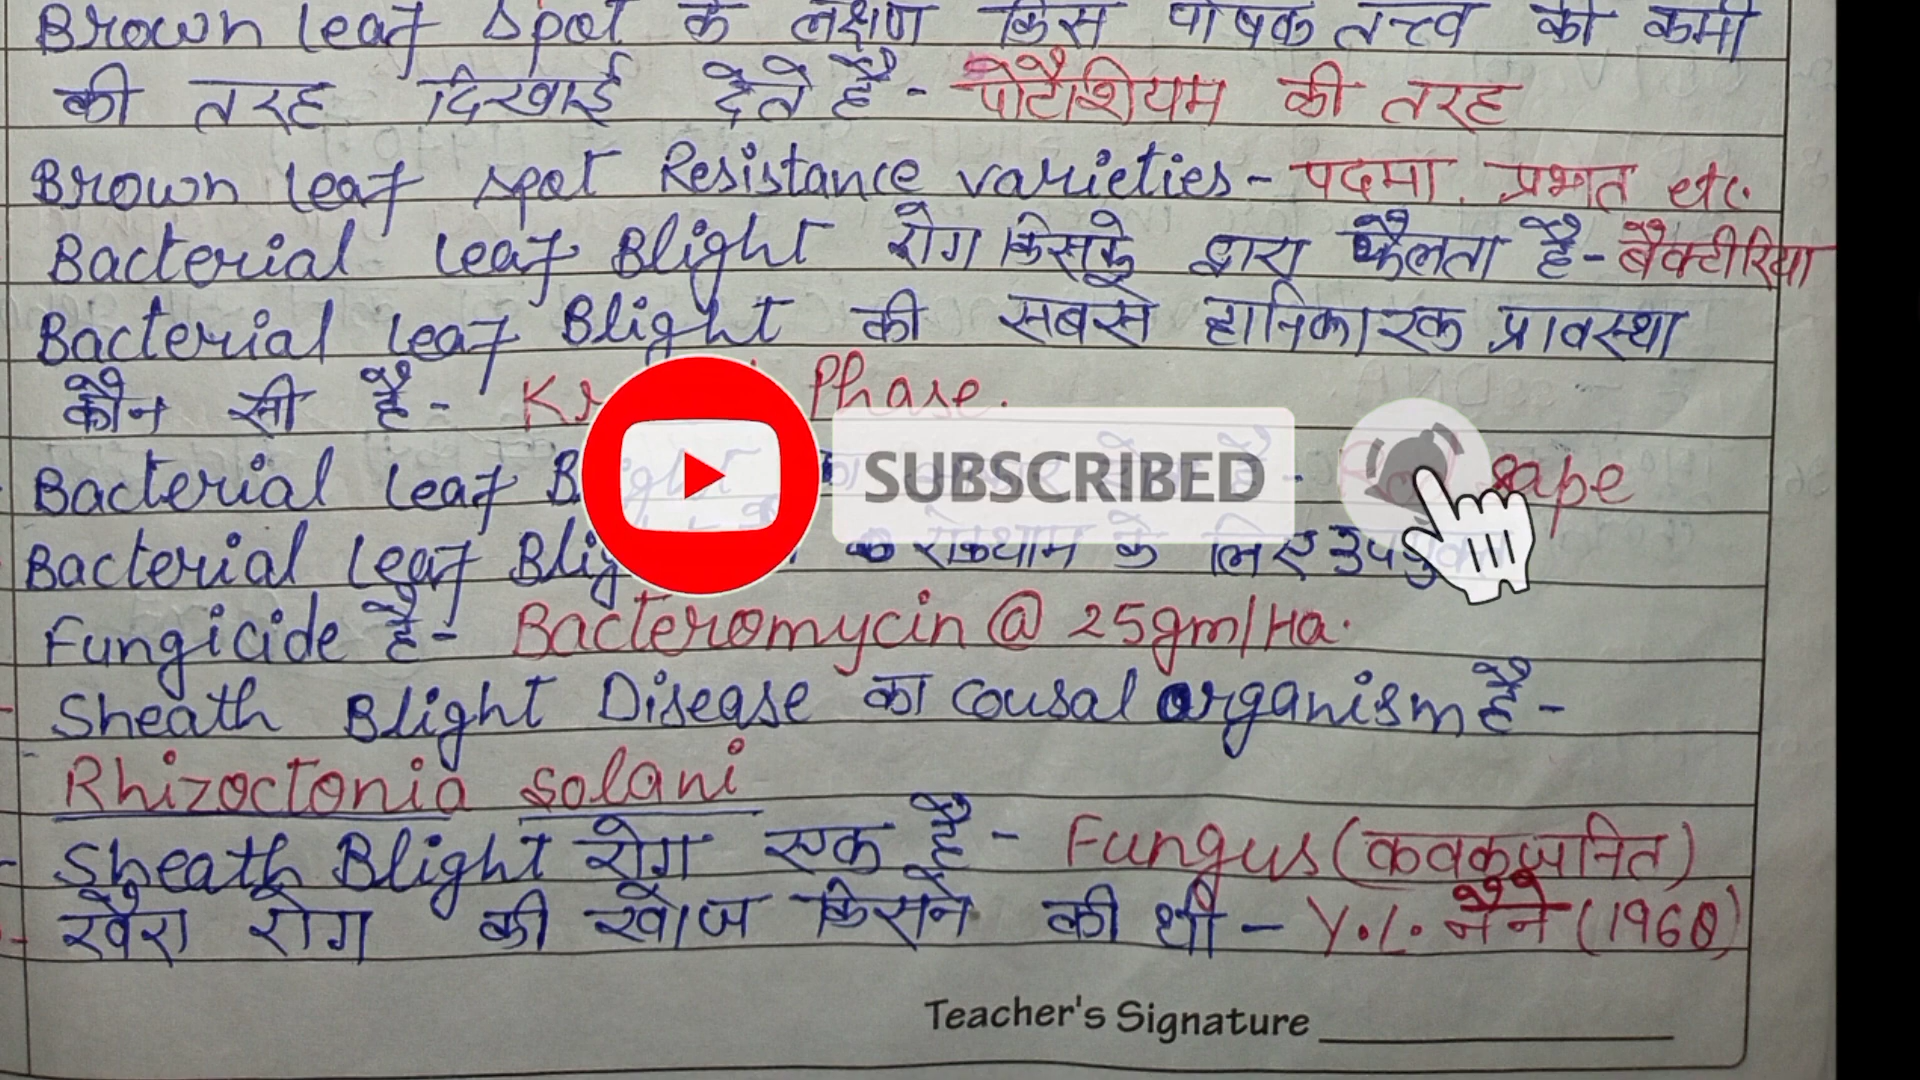 Brown leaf spot के लक्षण किस पोषक तत्त्व की कमी
की तरह दिखाई देते है - पोटैशियम की तरह
Brown leaf spot Resistance varieties - पदमा, प्रभात etc.
Bacterial leaf Blight रोग किसके द्वारा फैलता है - बैक्टीरिया
Bacterial leaf Blight की सबसे हानिकारक प्रावस्था
कौन सी है - Phase.
Bacterial leaf
SUBSCRIBED
Bacterial leaf रोकथाम के लिए
Fungicide है - Bacteromycin @ 25gm/Ha.
Sheath Blight Disease का Cousal organism है -
Rhizoctonia solani
Sheath Blight रोग एक है - Fungus (कवकजनित)
खैरा रोग की खोज किसने की थी - Y.L. नैने (1960)
Teacher's Signature